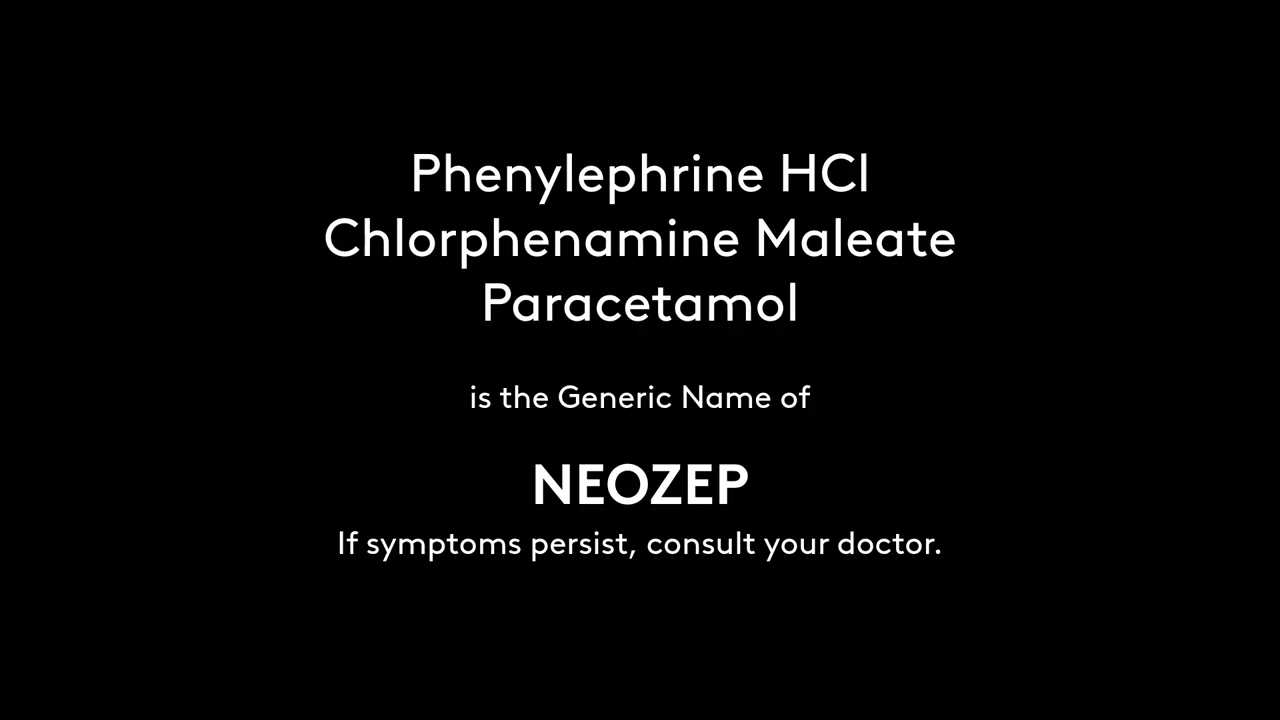 Phenylephrine HCl
Chlorphenamine Maleate
Paracetamol
is the Generic Name of
NEOZEP
If symptoms persist, consult your doctor.